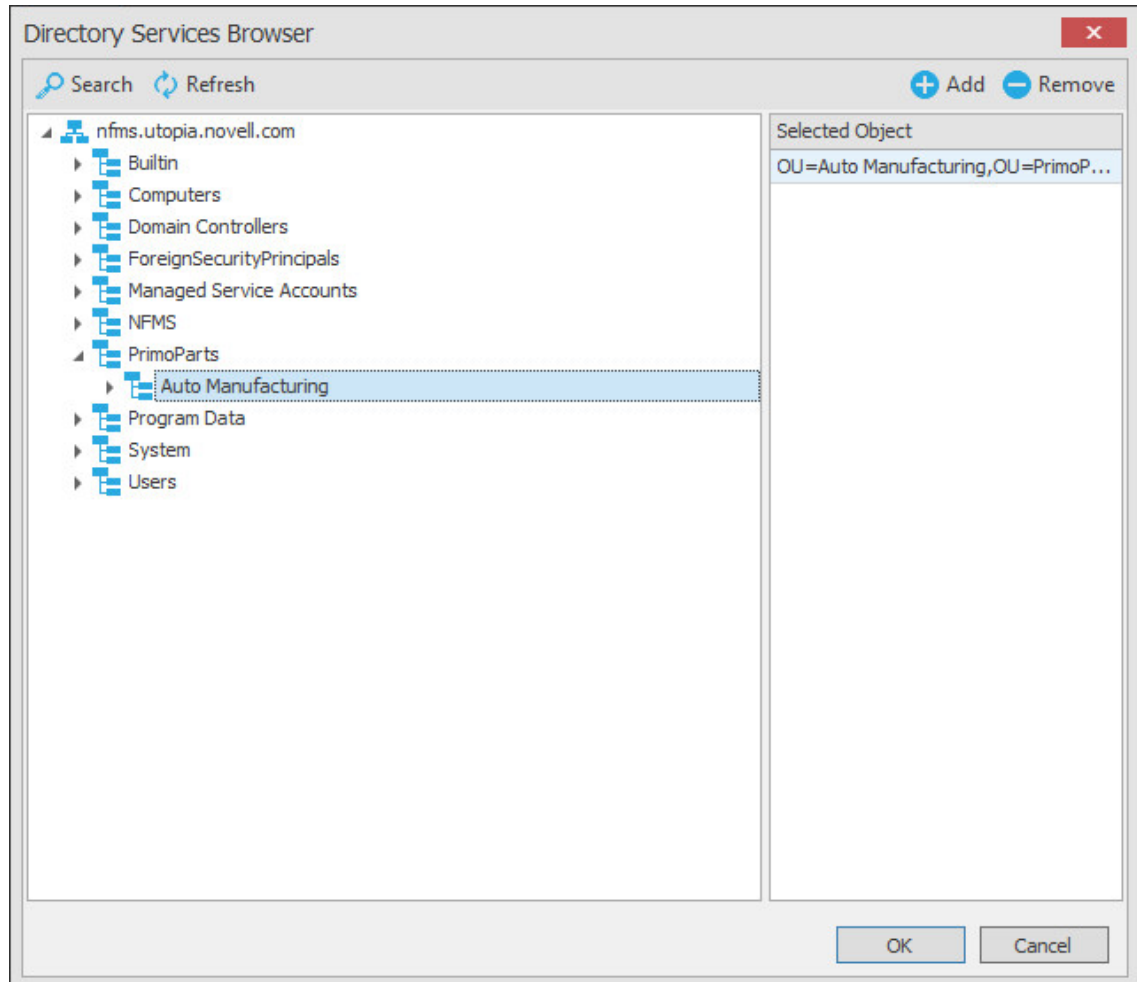 Directory Services Browser
Search Refresh Add Remove
nfms.utopia.novell.com
Builtin
Computers
Domain Controllers
ForeignSecurityPrincipals
Managed Service Accounts
NFMS
PrimoParts
Auto Manufacturing
Program Data
System
Users
Selected Object
OU=Auto Manufacturing,OU=PrimoP...
OK Cancel